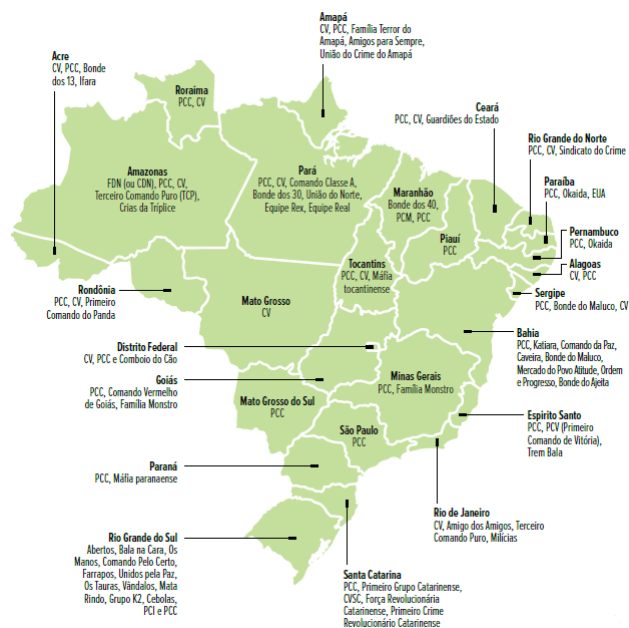 Amapá
CV, PCC, Família Terror do
Amapá, Amigos para Sempre,
União do Crime do Amapá
Acre
CV, PCC, Bonde
dos 13, Ifara
Roraima
PCC, CV
Ceará
PCC, CV, Guardiões do Estado
Rio Grande do Norte
PCC, CV, Sindicato do Crime
Amazonas
FDN (ou CDN), PCC, CV,
Terceiro Comando Puro (TCP),
Crias da Tríplice
Pará
PCC, CV, Comando Classe A,
Bonde dos 30, União do Norte,
Equipe Rex, Equipe Real
Maranhão
Bonde dos 40,
PCM, PCC
Paraíba
PCC, Okaida, EUA
Piauí
PCC
Pernambuco
PCC, Okaida
Tocantins
PCC, CV, Máfia
tocantinense
Alagoas
CV, PCC
Rondônia
PCC, CV, Primeiro
Comando do Panda
Mato Grosso
CV
Sergipe
PCC, Bonde do Maluco, CV
Bahia
PCC, Katiara, Comando da Paz,
Caveira, Bonde do Maluco,
Mercado do Povo Atitude, Ordem
e Progresso, Bonde do Ajeita
Distrito Federal
CV, PCC e Comboio do Cão
Goiás
PCC, Comando Vermelho
de Goiás, Família Monstro
Minas Gerais
PCC, Família Monstro
Mato Grosso do Sul
PCC
Espirito Santo
PCC, PCV (Primeiro
Comando de Vitória),
Trem Bala
São Paulo
PCC
Paraná
PCC, Máfia paranaense
Rio de Janeiro
CV, Amigo dos Amigos, Terceiro
Comando Puro, Milícias
Rio Grande do Sul
Abertos, Bala na Cara, Os
Manos, Comando Pelo Certo,
Farrapos, Unidos pela Paz,
Os Tauras, Vândalos, Mata
Rindo, Grupo K2, Cebolas,
PCI e PCC
Santa Catarina
PCC, Primeiro Grupo Catarinense,
CVSC, Força Revolucionária
Catarinense, Primeiro Crime
Revolucionário Catarinense